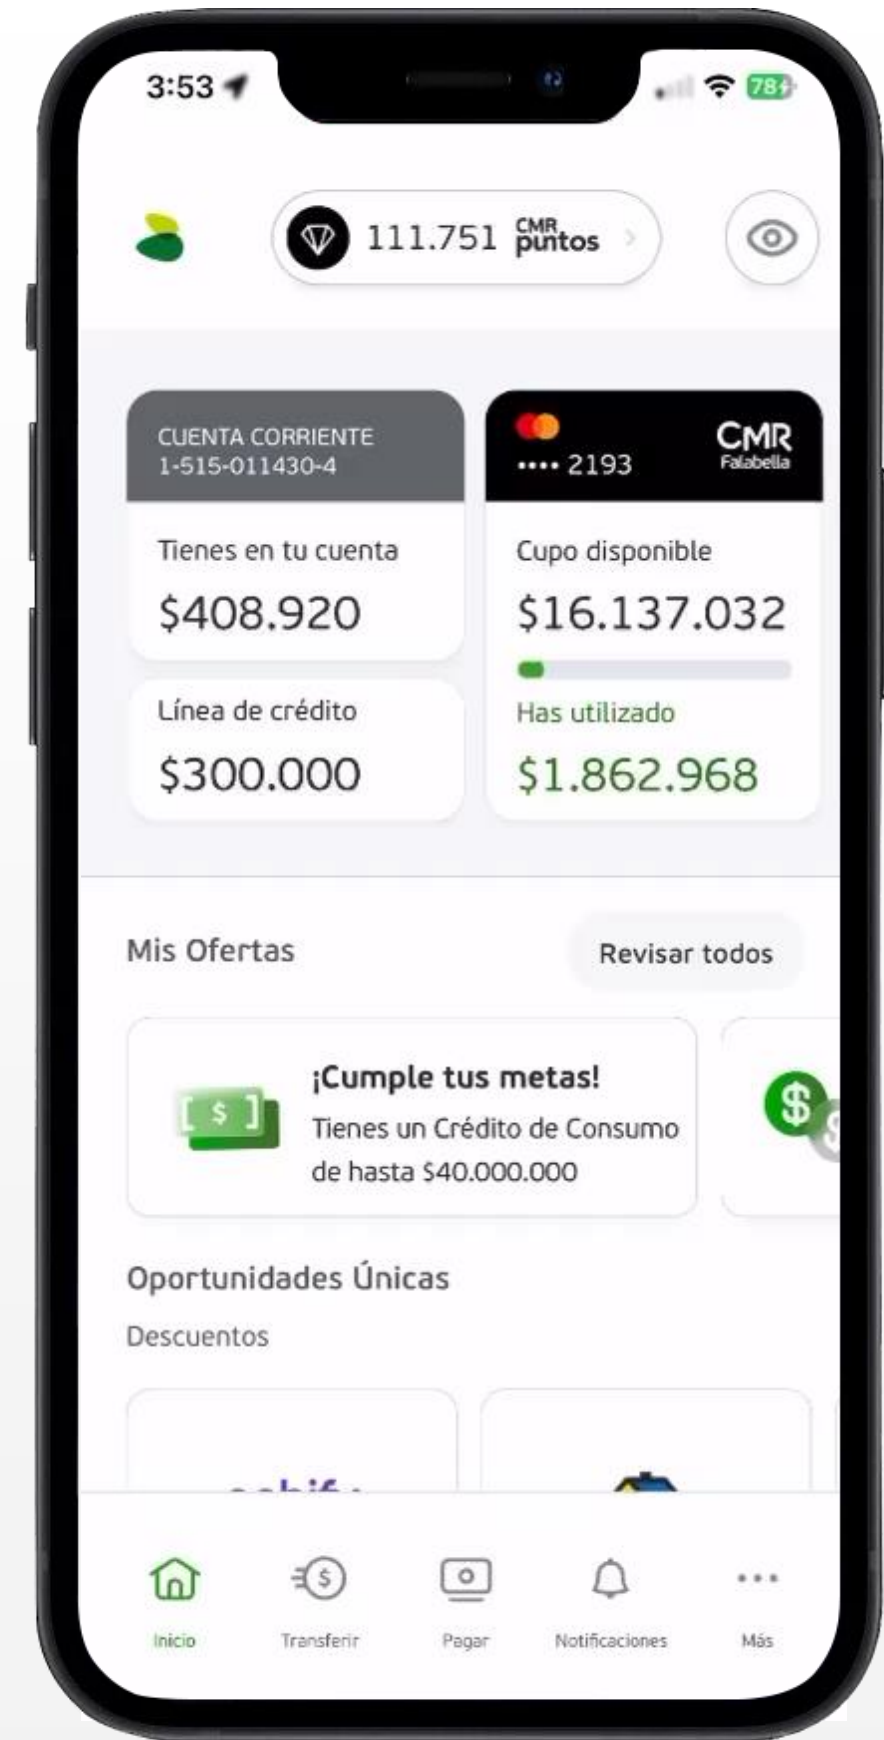 3:53
78
111.751 CMR puntos
CUENTA CORRIENTE
1-515-011430-4
Tienes en tu cuenta
$408.920
Línea de crédito
$300.000
•••• 2193
CMR
Falabella
Cupo disponible
$16.137.032
Has utilizado
$1.862.968
Mis Ofertas
Revisar todos
¡Cumple tus metas!
Tienes un Crédito de Consumo
de hasta $40.000.000
Oportunidades Únicas
Descuentos
Inicio
Transferir
Pagar
Notificaciones
Más